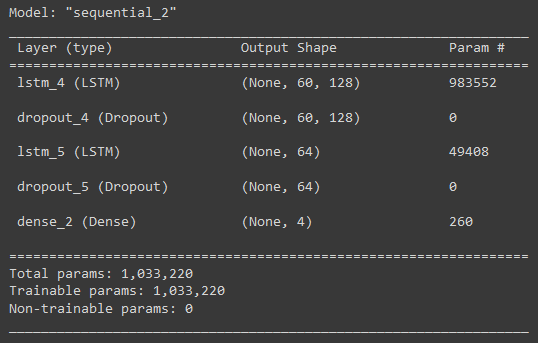 Model: "sequential_2"
Layer (type) Output Shape Param #
lstm_4 (LSTM) (None, 60, 128) 983552
dropout_4 (Dropout) (None, 60, 128) 0
lstm_5 (LSTM) (None, 64) 49408
dropout_5 (Dropout) (None, 64) 0
dense_2 (Dense) (None, 4) 260
Total params: 1,033,220
Trainable params: 1,033,220
Non-trainable params: 0